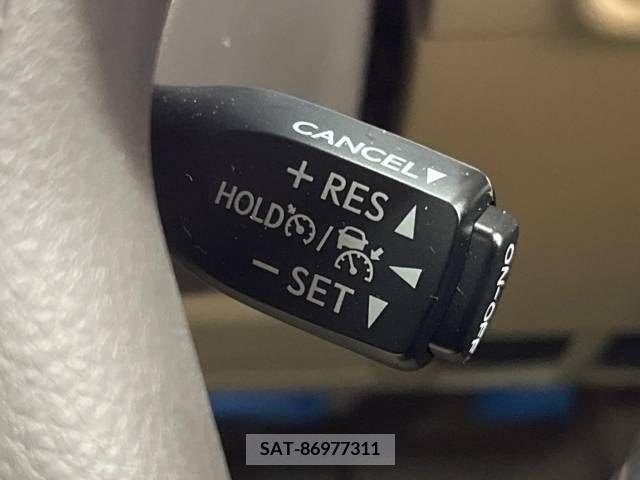 CANCEL▼
+ RES ▲
HOLD /
− SET ▼
ON-OFF
SAT-86977311